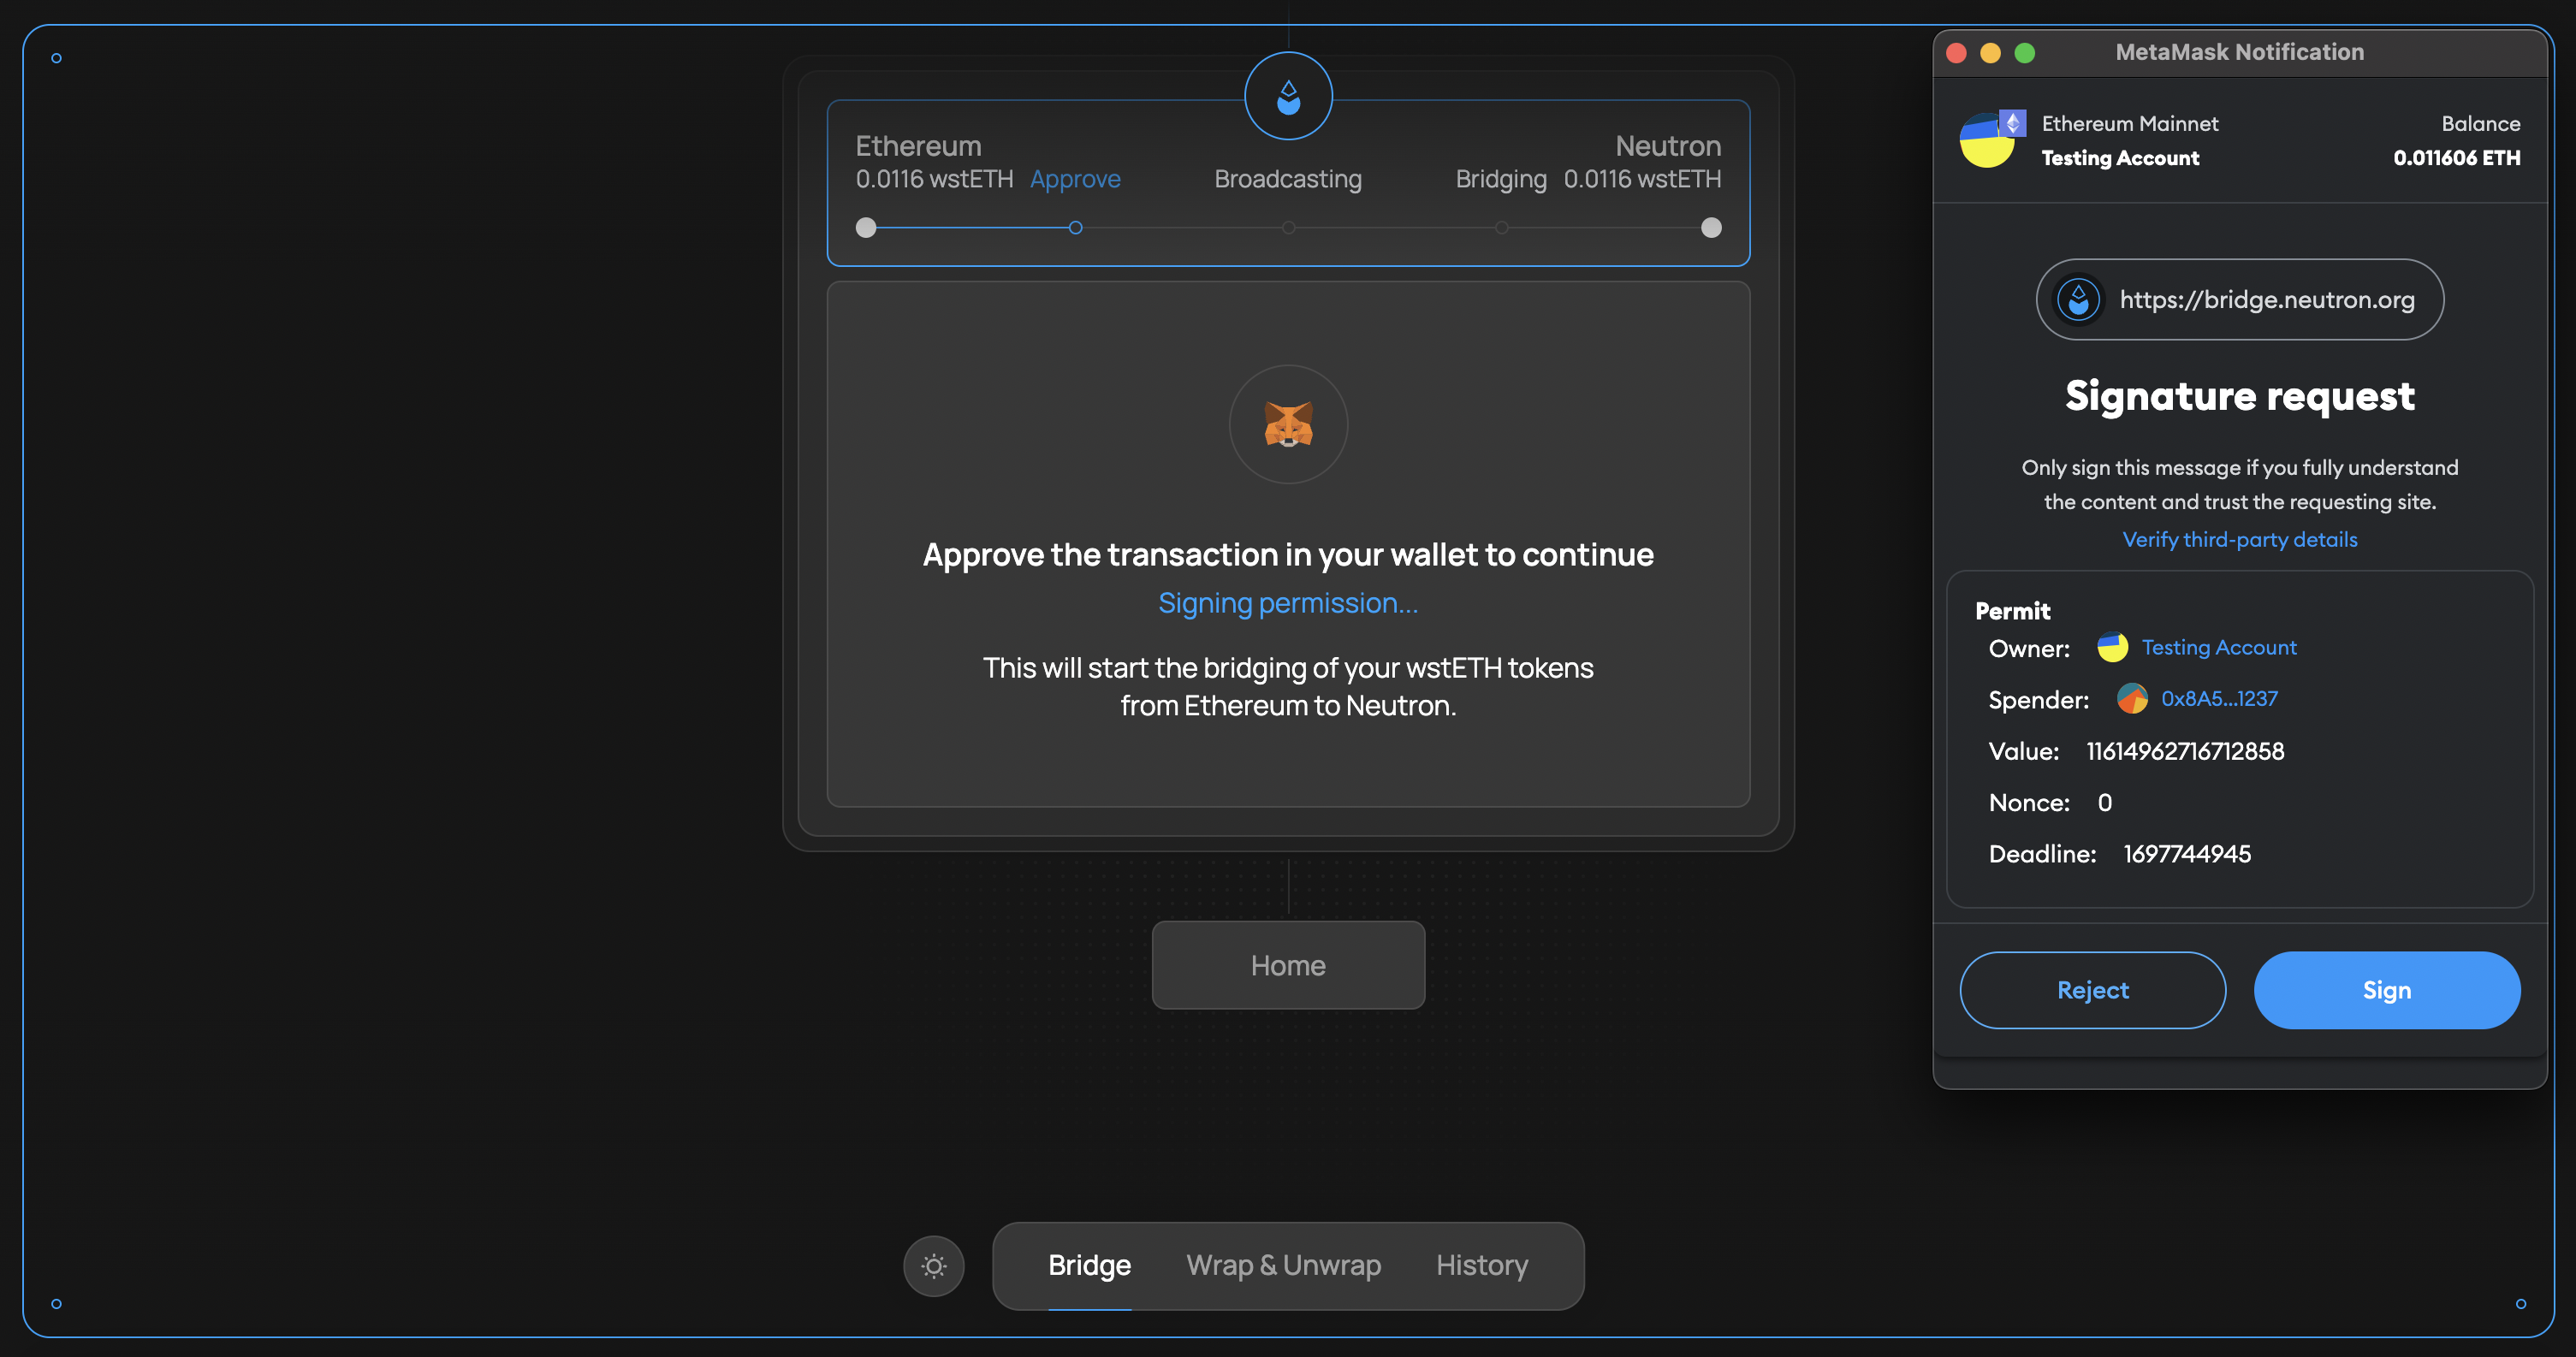 Ethereum
Neutron
0.0116 wstETH Approve Broadcasting Bridging 0.0116 wstETH
Approve the transaction in your wallet to continue
Signing permission...
This will start the bridging of your wstETH tokens
from Ethereum to Neutron.
Home
Bridge Wrap & Unwrap History
MetaMask Notification
Ethereum Mainnet Balance
Testing Account 0.011606 ETH
https://bridge.neutron.org
Signature request
Only sign this message if you fully understand
the content and trust the requesting site.
Verify third-party details
Permit
Owner: Testing Account
Spender: 0x8A5...1237
Value: 11614962716712858
Nonce: 0
Deadline: 1697744945
Reject Sign